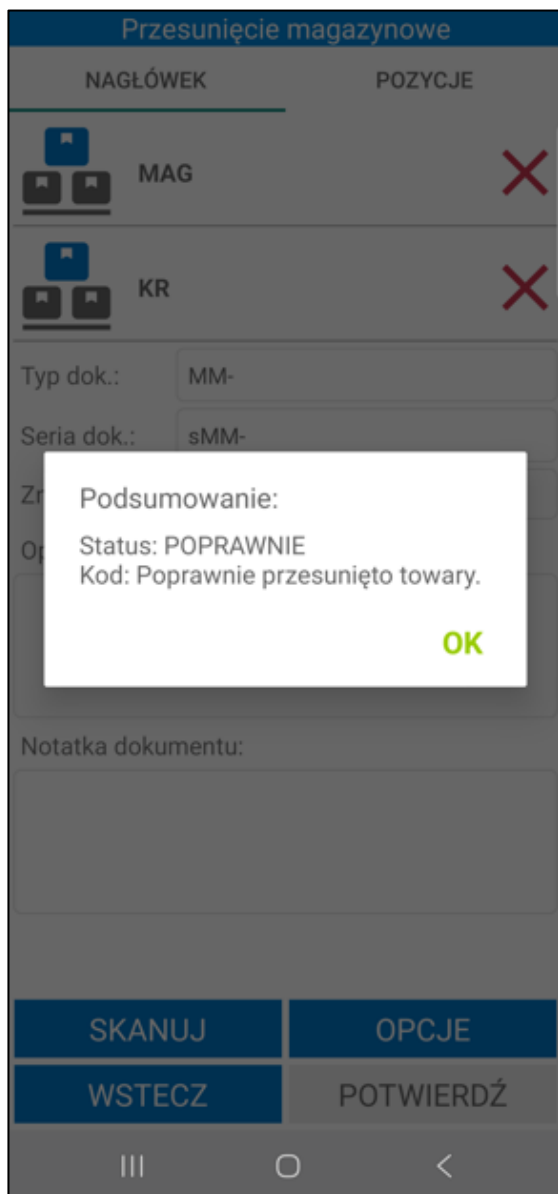 Przesunięcie magazynowe
NAGŁÓWEK POZYCJE
MAG
KR
Typ dok.: MM-
Seria dok.: sMM-
Podsumowanie:
Status: POPRAWNIE
Kod: Poprawnie przesunięto towary.
OK
Notatka dokumentu:
SKANUJ OPCJE
WSTECZ POTWIERDŹ